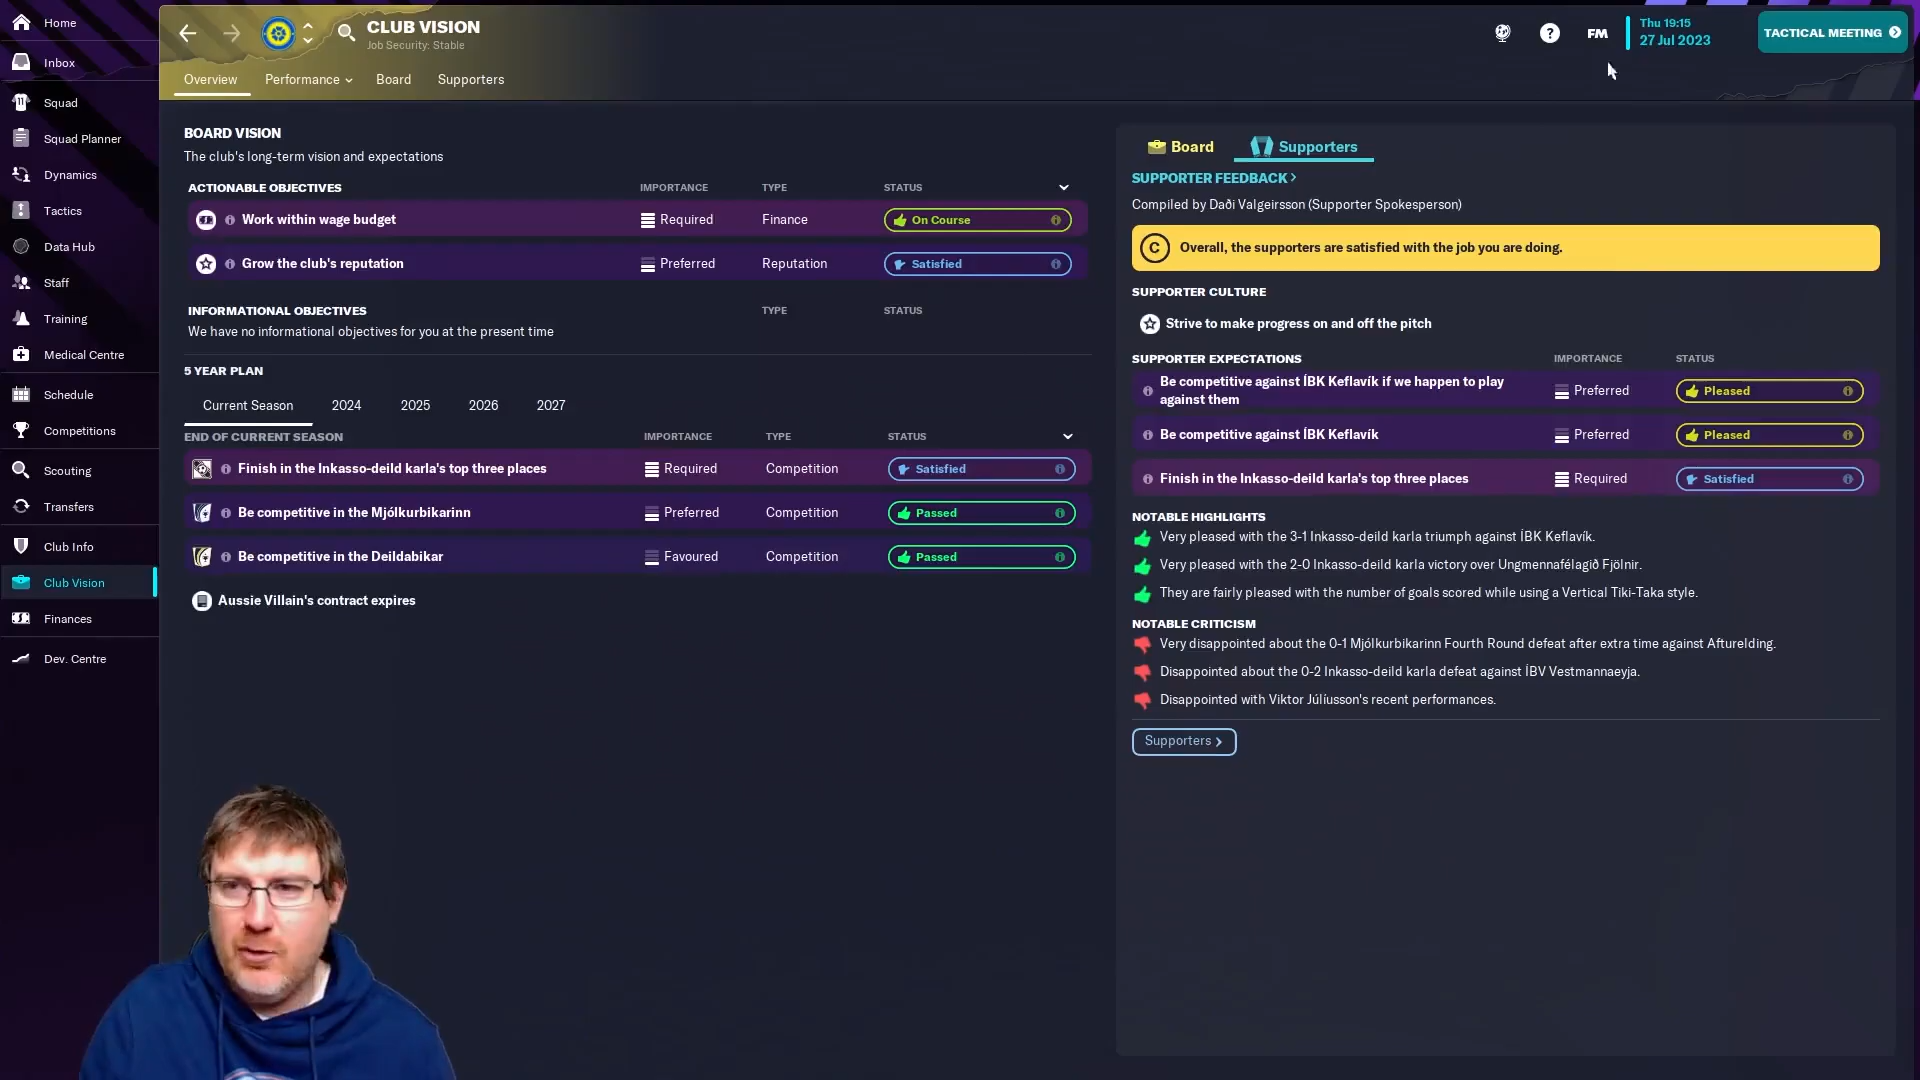 Home
Inbox
Squad
Squad Planner
Dynamics
Tactics
Data Hub
Staff
Training
Medical Centre
Schedule
Competitions
Scouting
Transfers
Club Info
Club Vision
Finances
Dev. Centre
CLUB VISION
Job Security: Stable
FM
Thu 19:15
27 Jul 2023
TACTICAL MEETING
Overview Performance Board Supporters
BOARD VISION
The club's long-term vision and expectations
ACTIONABLE OBJECTIVES IMPORTANCE TYPE STATUS
Work within wage budget Required Finance On Course
Grow the club's reputation Preferred Reputation Satisfied
INFORMATIONAL OBJECTIVES TYPE STATUS
We have no informational objectives for you at the present time
5 YEAR PLAN
Current Season 2024 2025 2026 2027
END OF CURRENT SEASON IMPORTANCE TYPE STATUS
Finish in the Inkasso-deild karla's top three places Required Competition Satisfied
Be competitive in the Mjólkurbikarinn Preferred Competition Passed
Be competitive in the Deildabikar Favoured Competition Passed
Aussie Villain's contract expires
Board Supporters
SUPPORTER FEEDBACK
Compiled by Daði Valgeirsson (Supporter Spokesperson)
C Overall, the supporters are satisfied with the job you are doing.
SUPPORTER CULTURE
Strive to make progress on and off the pitch
SUPPORTER EXPECTATIONS IMPORTANCE STATUS
Be competitive against ÍBK Keflavík if we happen to play
against them Preferred Pleased
Be competitive against ÍBK Keflavík Preferred Pleased
Finish in the Inkasso-deild karla's top three places Required Satisfied
NOTABLE HIGHLIGHTS
Very pleased with the 3-1 Inkasso-deild karla triumph against ÍBK Keflavík.
Very pleased with the 2-0 Inkasso-deild karla victory over Ungmennafélagið Fjölnir.
They are fairly pleased with the number of goals scored while using a Vertical Tiki-Taka style.
NOTABLE CRITICISM
Very disappointed about the 0-1 Mjólkurbikarinn Fourth Round defeat after extra time against Afturelding.
Disappointed about the 0-2 Inkasso-deild karla defeat against ÍBV Vestmannaeyja.
Disappointed with Viktor Júlíusson's recent performances.
Supporters